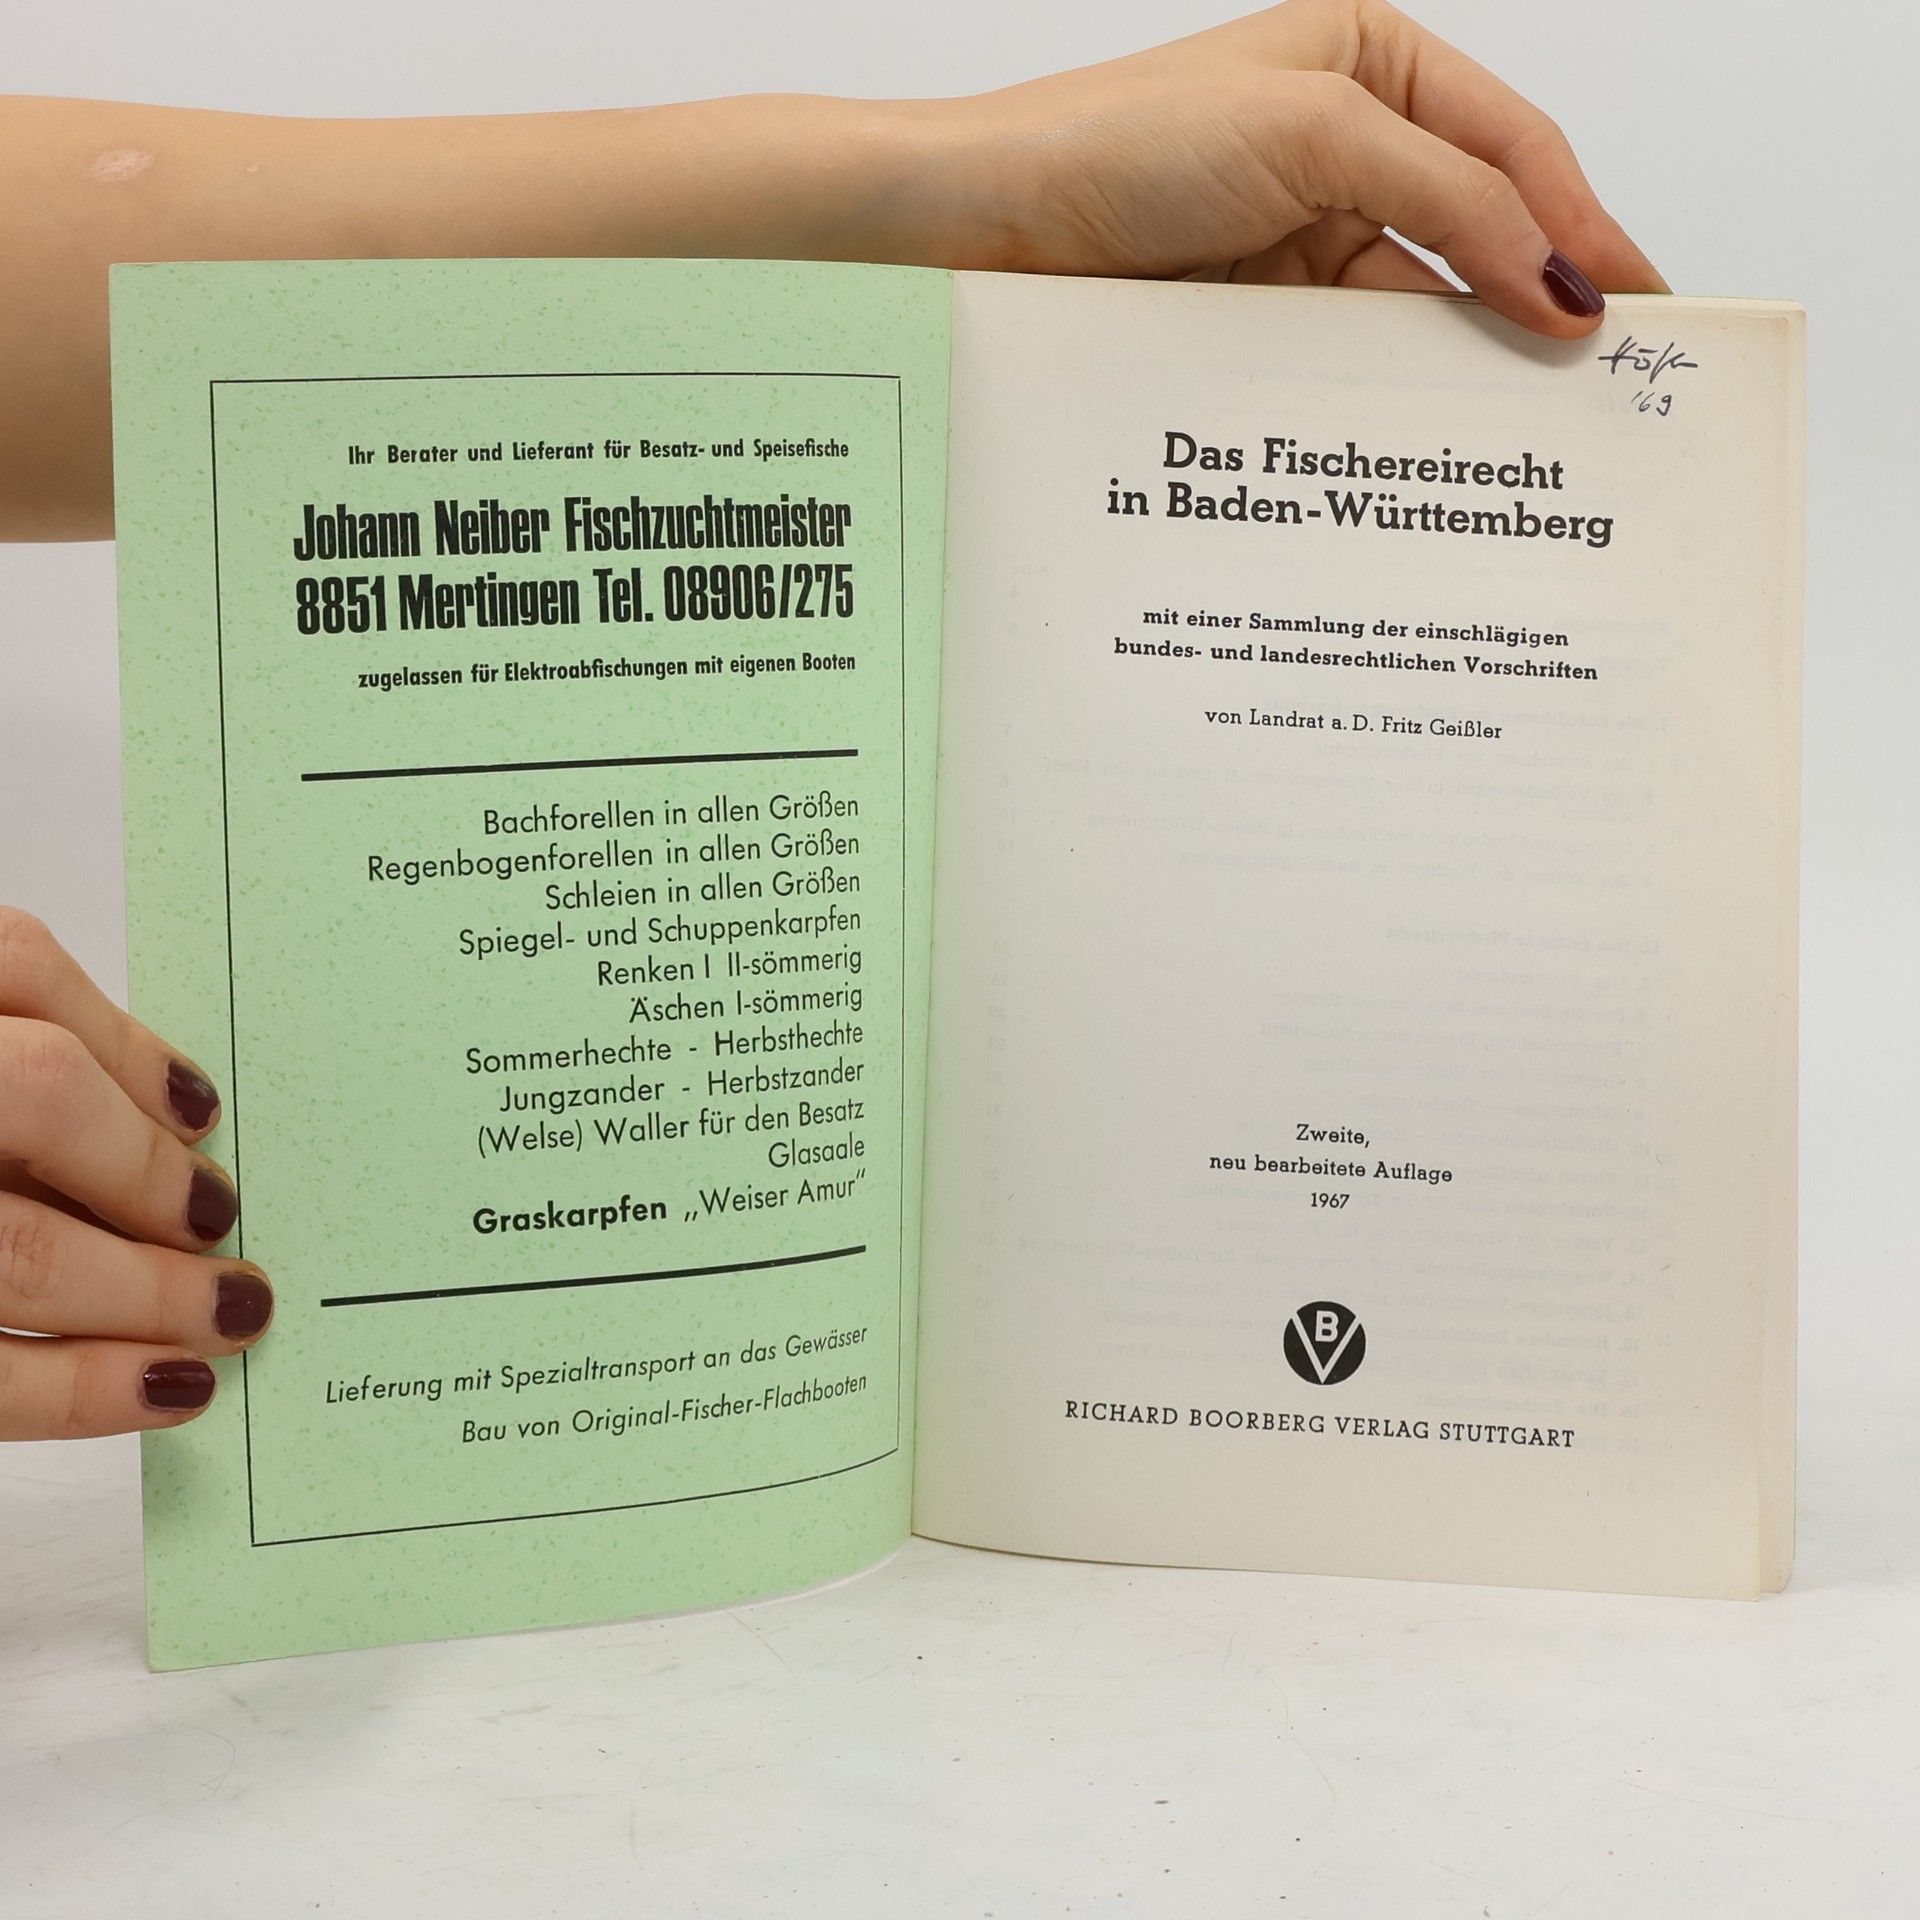 Ihr Berater und Lieferant für Besatz- und Speisefische
Johann Neiber Fischzuchtmeister
8851 Mertingen Tel. 08906/275
zugelassen für Elektroabfischungen mit eigenen Booten
Bachforellen in allen Größen
Regenbogenforellen in allen Größen
Schleien in allen Größen
Spiegel- und Schuppenkarpfen
Renken I II-sömmerig
Äschen I-sömmerig
Sommerhechte - Herbsthechte
Jungzander - Herbstzander
(Welse) Waller für den Besatz
Glasaale
Graskarpfen „Weiser Amur“
Lieferung mit Spezialtransport an das Gewässer
Bau von Original-Fischer-Flachbooten
'69
Das Fischereirecht
in Baden-Württemberg
mit einer Sammlung der einschlägigen
bundes- und landesrechtlichen Vorschriften
von Landrat a. D. Fritz Geißler
Zweite,
neu bearbeitete Auflage
1967
B
V
RICHARD BOORBERG VERLAG STUTTGART